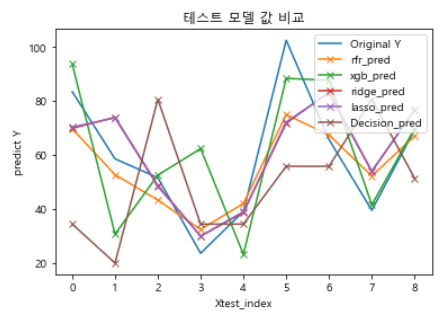 테스트 모델 값 비교
predict Y
100
80
60
40
20
Original Y
rfr_pred
xgb_pred
ridge_pred
lasso_pred
Decision_pred
0 1 2 3 4 5 6 7 8
Xtest_index